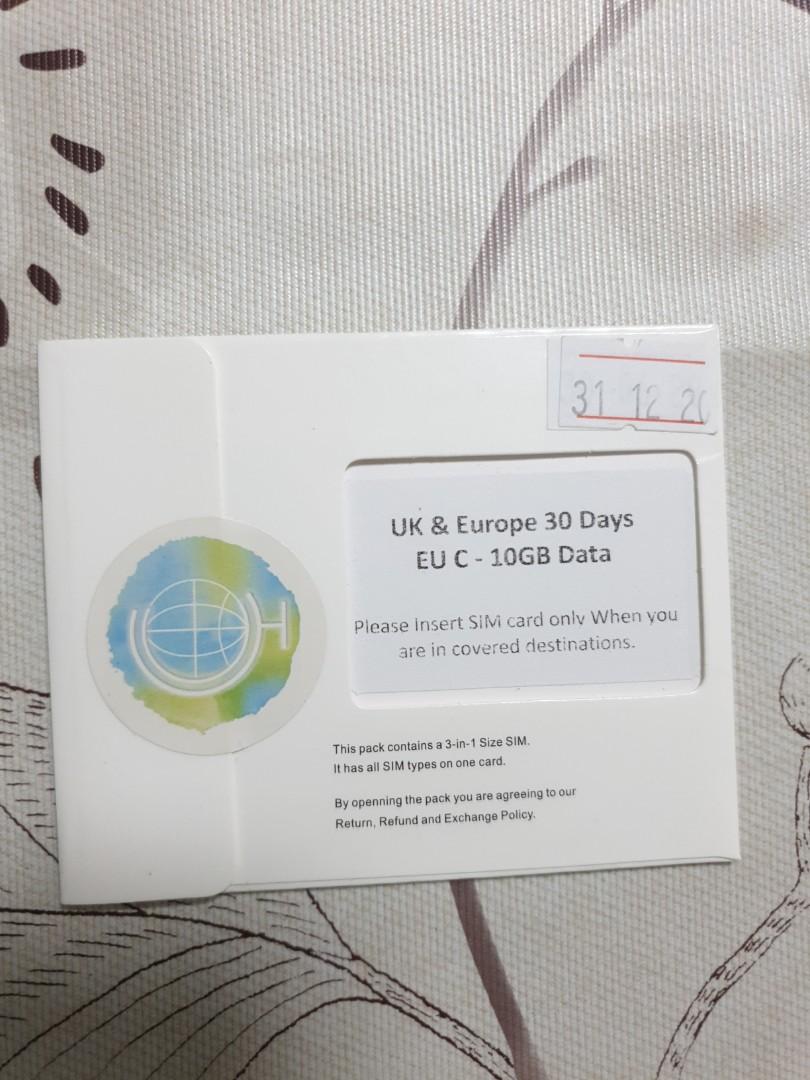 31 12 20
UK & Europe 30 Days
EU C - 10GB Data
Please Insert SIM card only When you
are in covered destinations.
This pack contains a 3-in-1 Size SIM.
It has all SIM types on one card.
By openning the pack you are agreeing to our
Return, Refund and Exchange Policy.